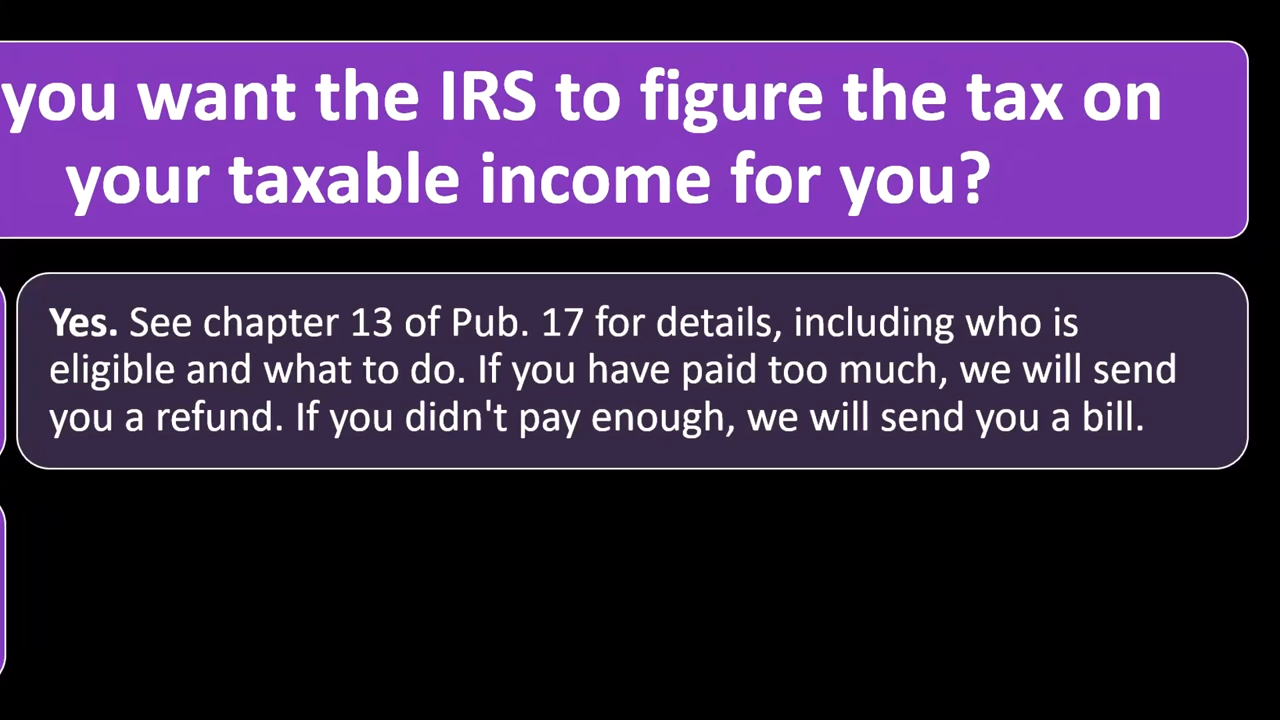 you want the IRS to figure the tax on
your taxable income for you?
Yes. See chapter 13 of Pub. 17 for details, including who is
eligible and what to do. If you have paid too much, we will send
you a refund. If you didn't pay enough, we will send you a bill.